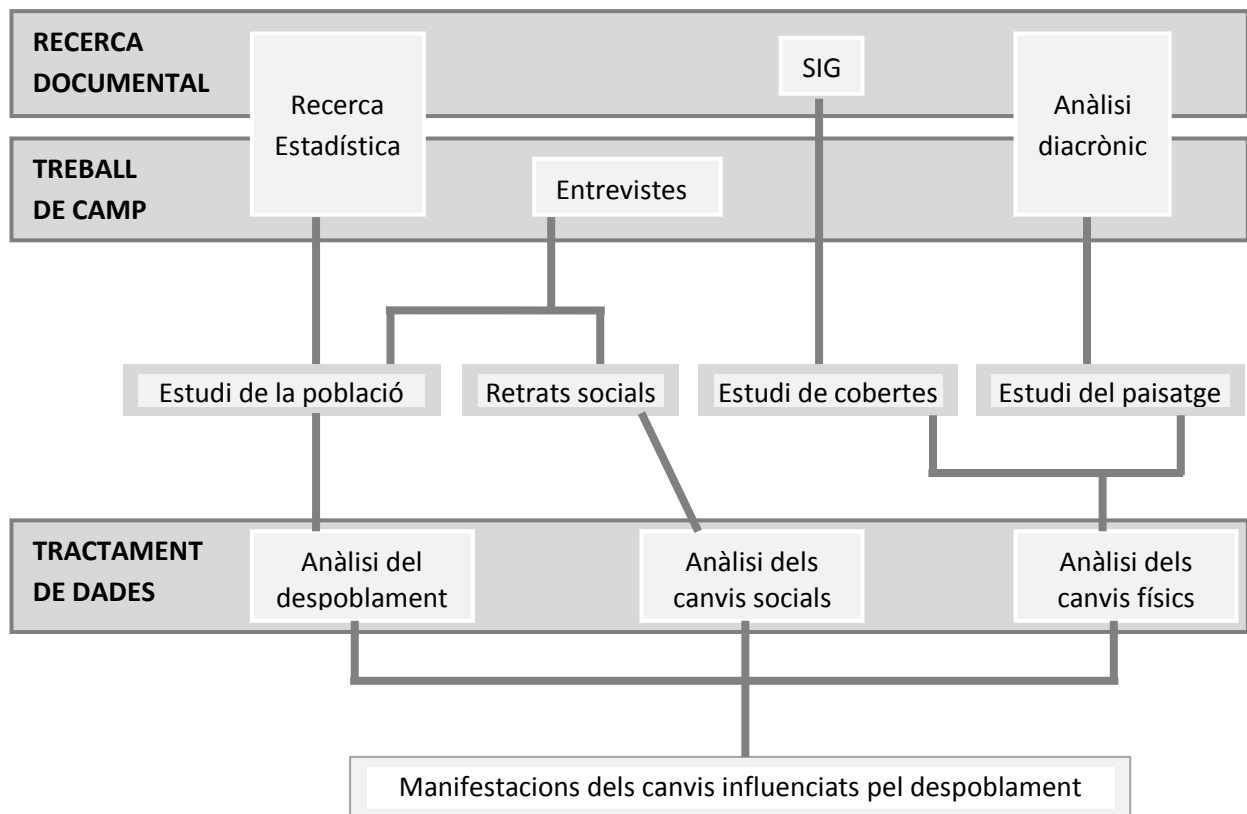 RECERCA
DOCUMENTAL
Recerca
Estadística
SIG
Anàlisi
diacrònic
TREBALL
DE CAMP
Entrevistes
Estudi de la població
Retrats socials
Estudi de cobertes
Estudi del paisatge
TRACTAMENT
DE DADES
Anàlisi del
despoblament
Anàlisi dels
canvis socials
Anàlisi dels
canvis físics
Manifestacions dels canvis influenciats pel despoblament